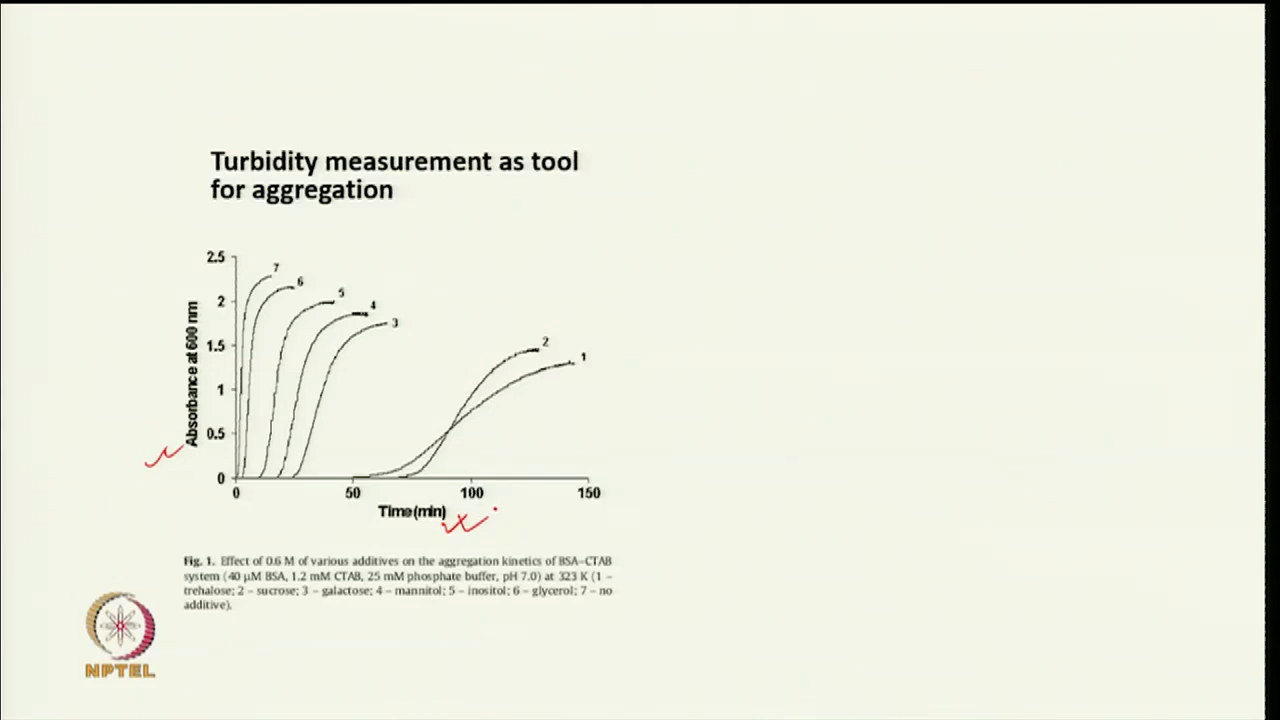 Turbidity measurement as tool
for aggregation
2.5
2
1.5
1
0.5
0
0
50
100
150
7
6
5
4
3
2
1
Absorbance at 600 nm
Time(min)
Fig. 1. Effect of 0.6 M of various additives on the aggregation kinetics of BSA–CTAB
system (40 μM BSA, 1.2 mM CTAB, 25 mM phosphate buffer, pH 7.0) at 323 K (1 –
trehalose; 2 – sucrose; 3 – galactose; 4 – mannitol; 5 – inositol; 6 – glycerol; 7 – no
additive).
NPTEL